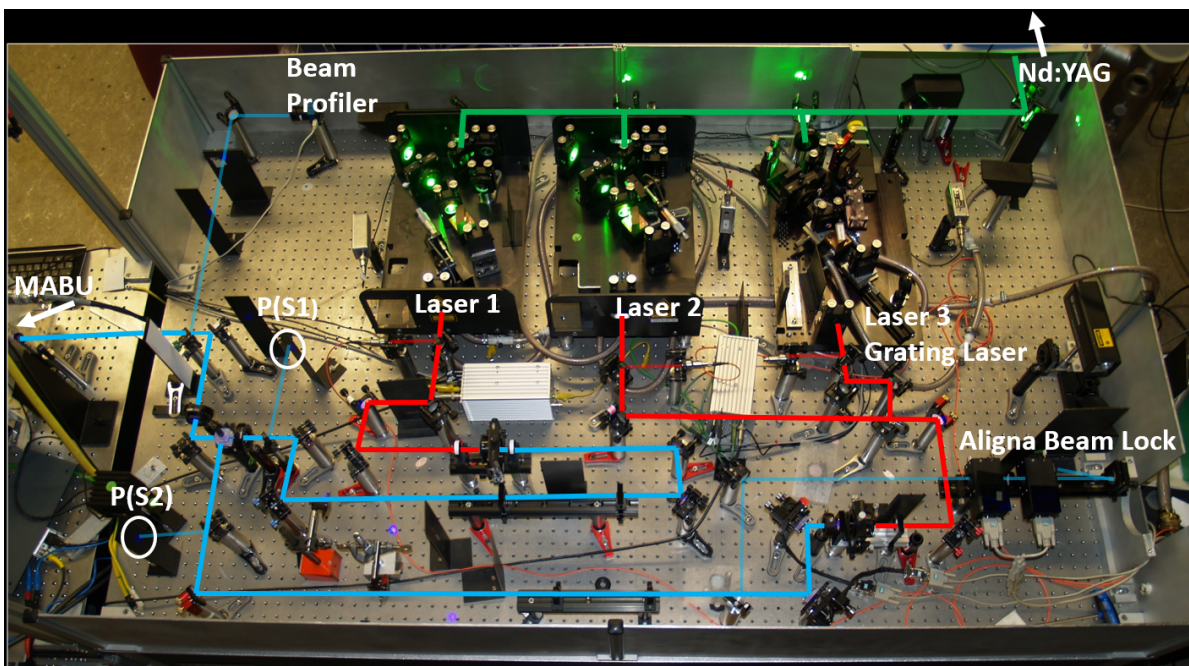 Beam
Profiler
Nd:YAG
MABU
P(S1)
Laser 1
Laser 2
Laser 3
Grating Laser
Aligna Beam Lock
P(S2)